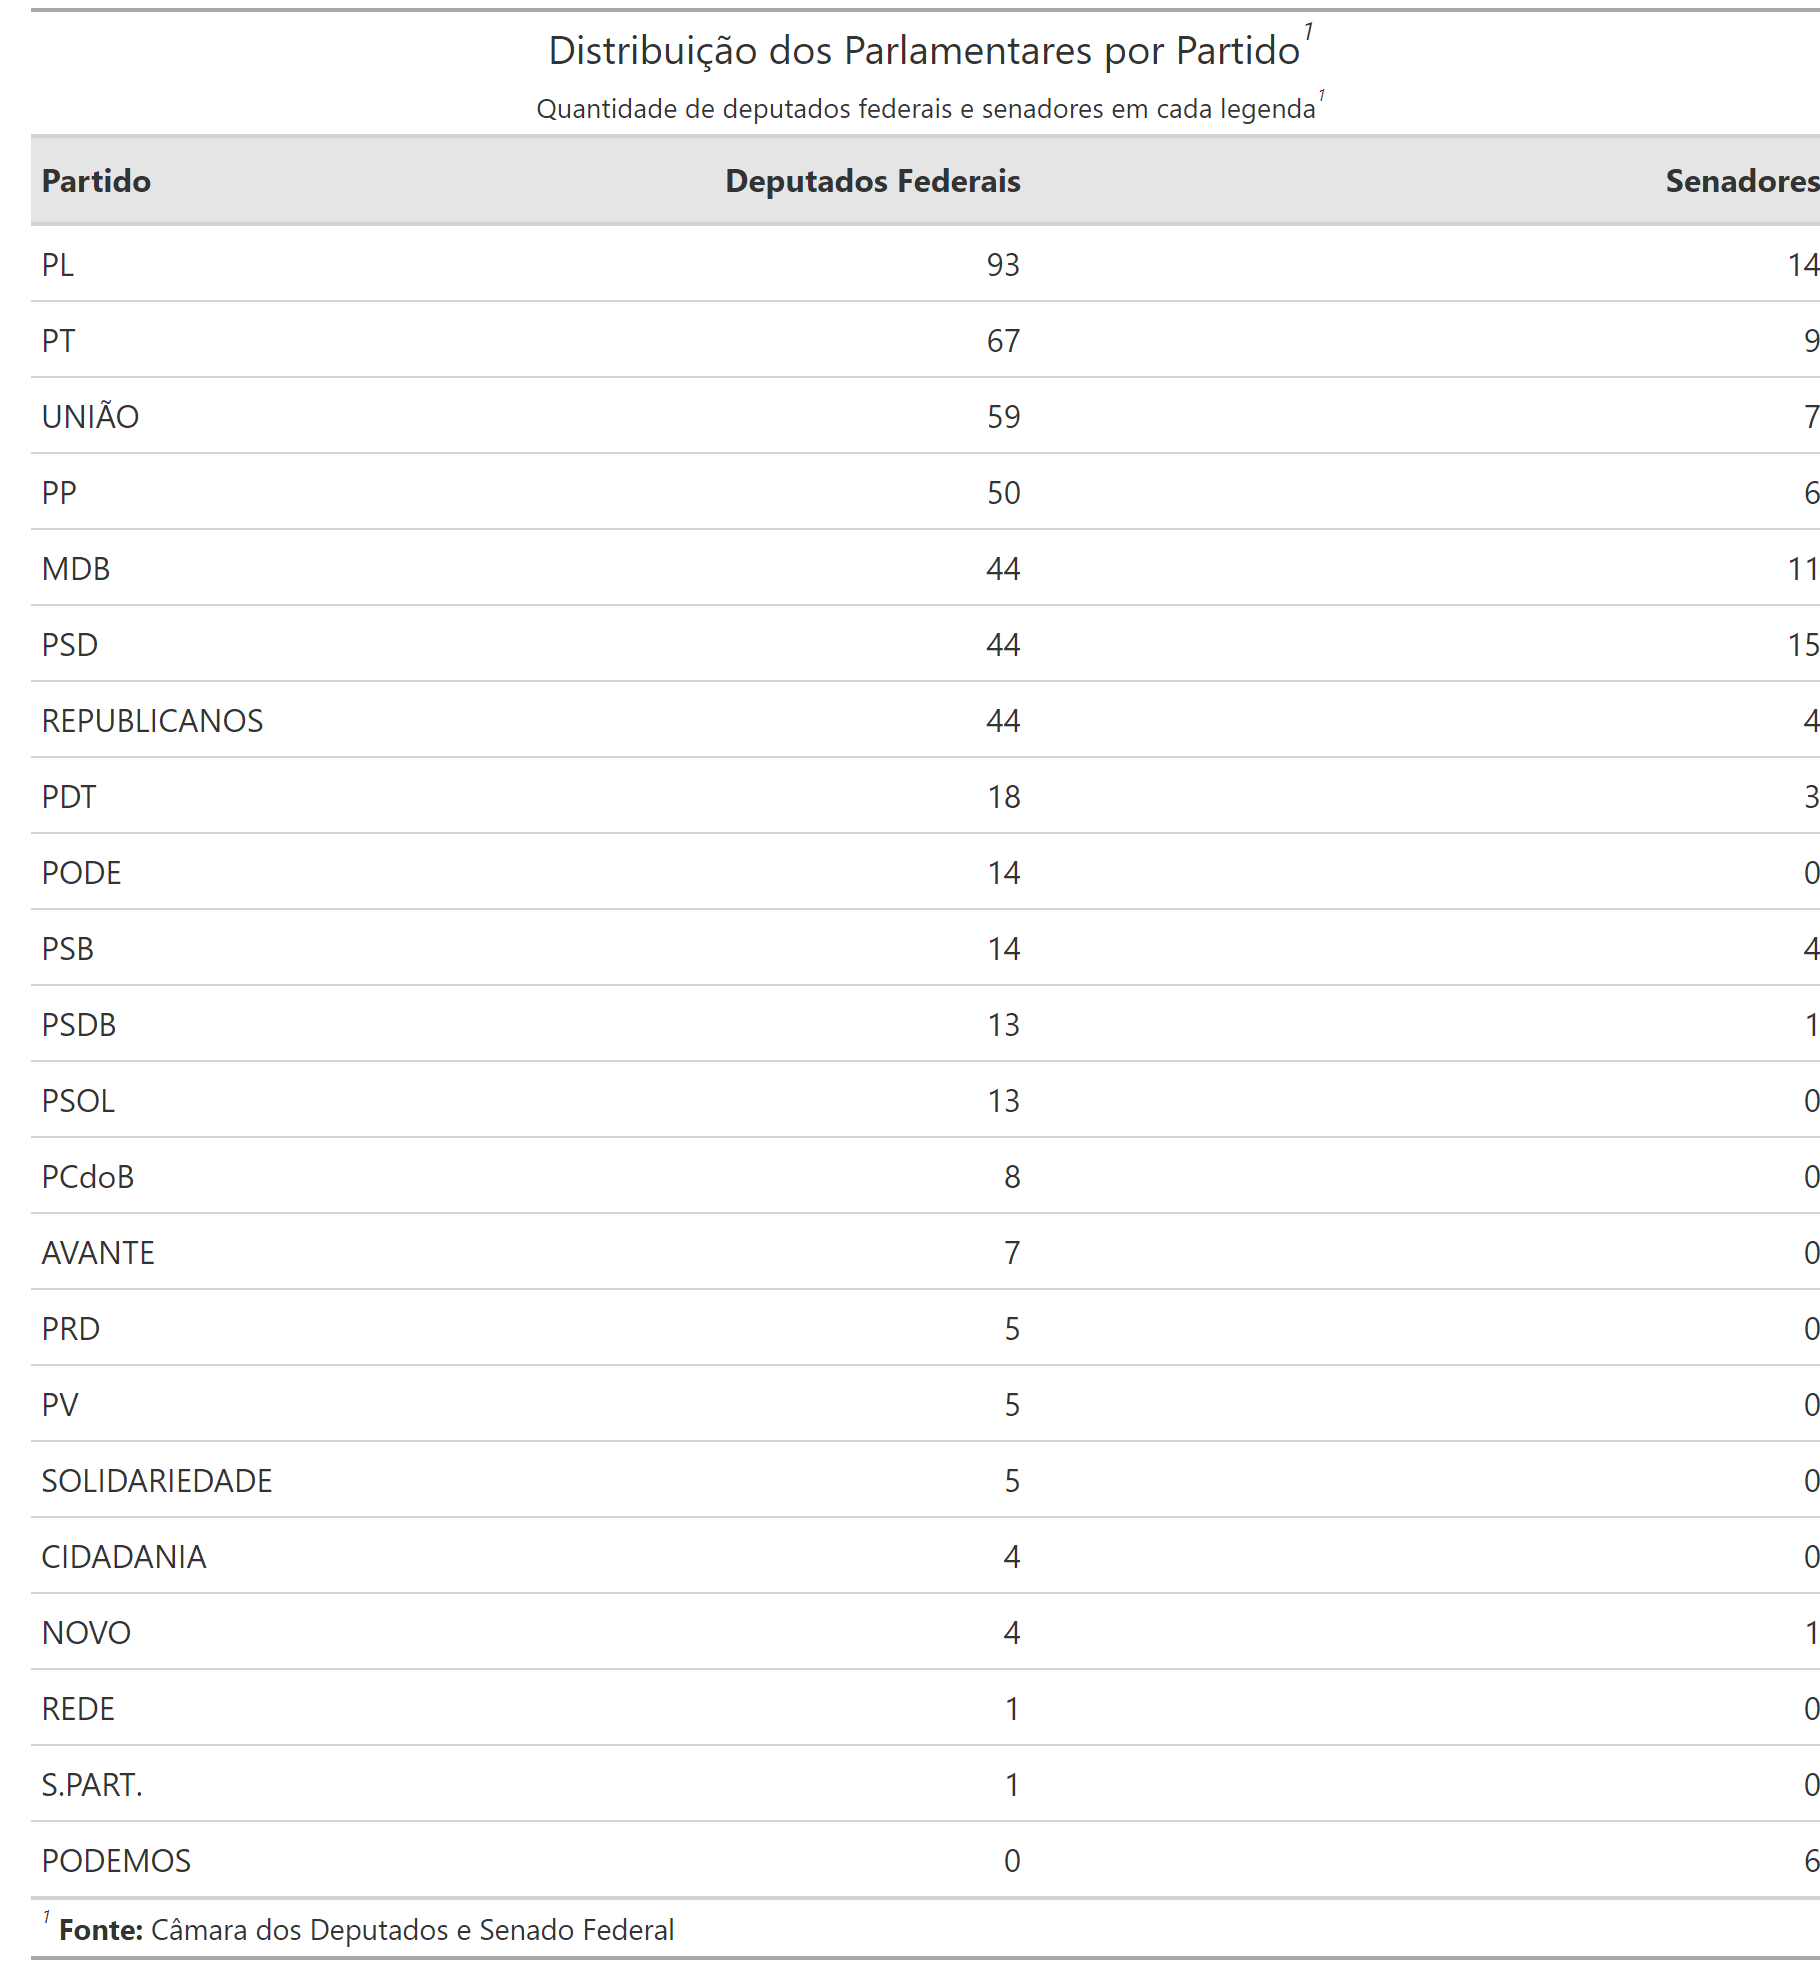 Distribuição dos Parlamentares por Partido1
Quantidade de deputados federais e senadores em cada legenda1
Partido Deputados Federais Senadores
PL 93 14
PT 67 9
UNIÃO 59 7
PP 50 6
MDB 44 11
PSD 44 15
REPUBLICANOS 44 4
PDT 18 3
PODE 14 0
PSB 14 4
PSDB 13 1
PSOL 13 0
PCdoB 8 0
AVANTE 7 0
PRD 5 0
PV 5 0
SOLIDARIEDADE 5 0
CIDADANIA 4 0
NOVO 4 1
REDE 1 0
S.PART. 1 0
PODEMOS 0 6
1 Fonte: Câmara dos Deputados e Senado Federal